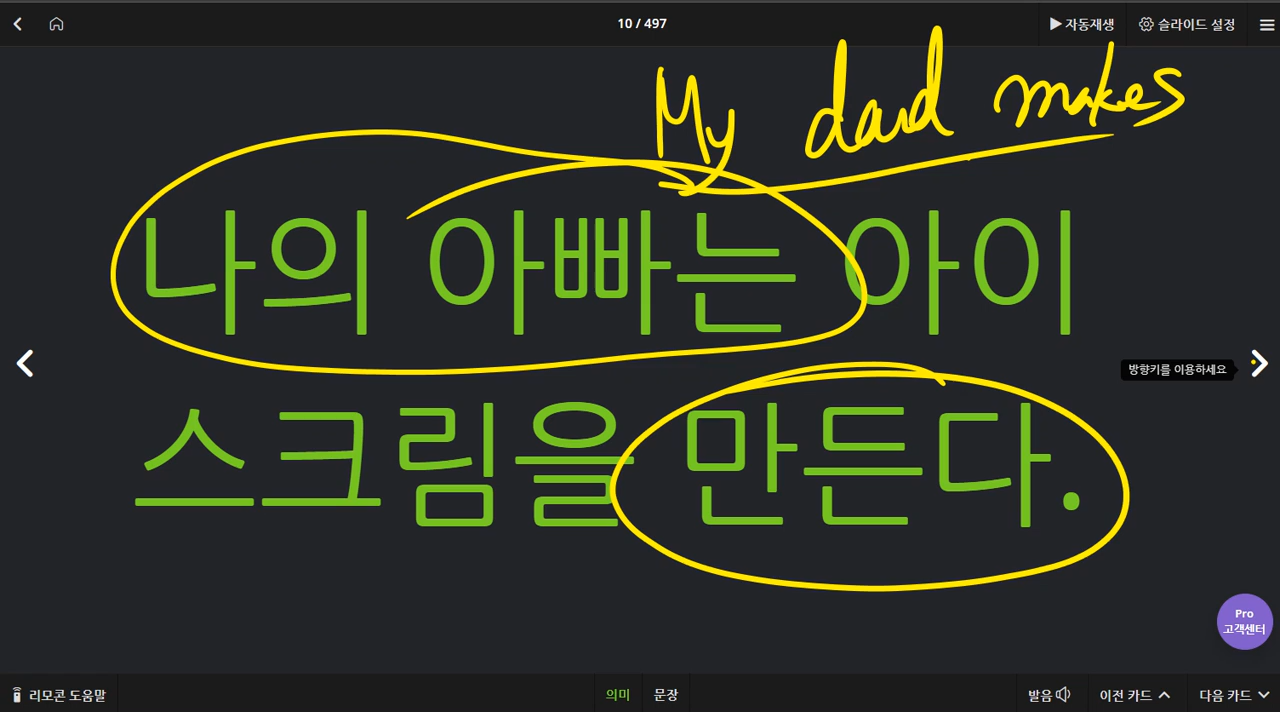 10 / 497
자동재생
슬라이드 설정
My dad makes
나의 아빠는 아이
스크림을 만든다.
방향키를 이용하세요
Pro
고객센터
리모콘 도움말
의미
문장
발음
이전 카드
다음 카드